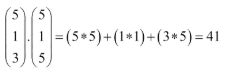 (5 1 3) . (5 1 5) = (5*5)+(1*1)+(3*5) = 41